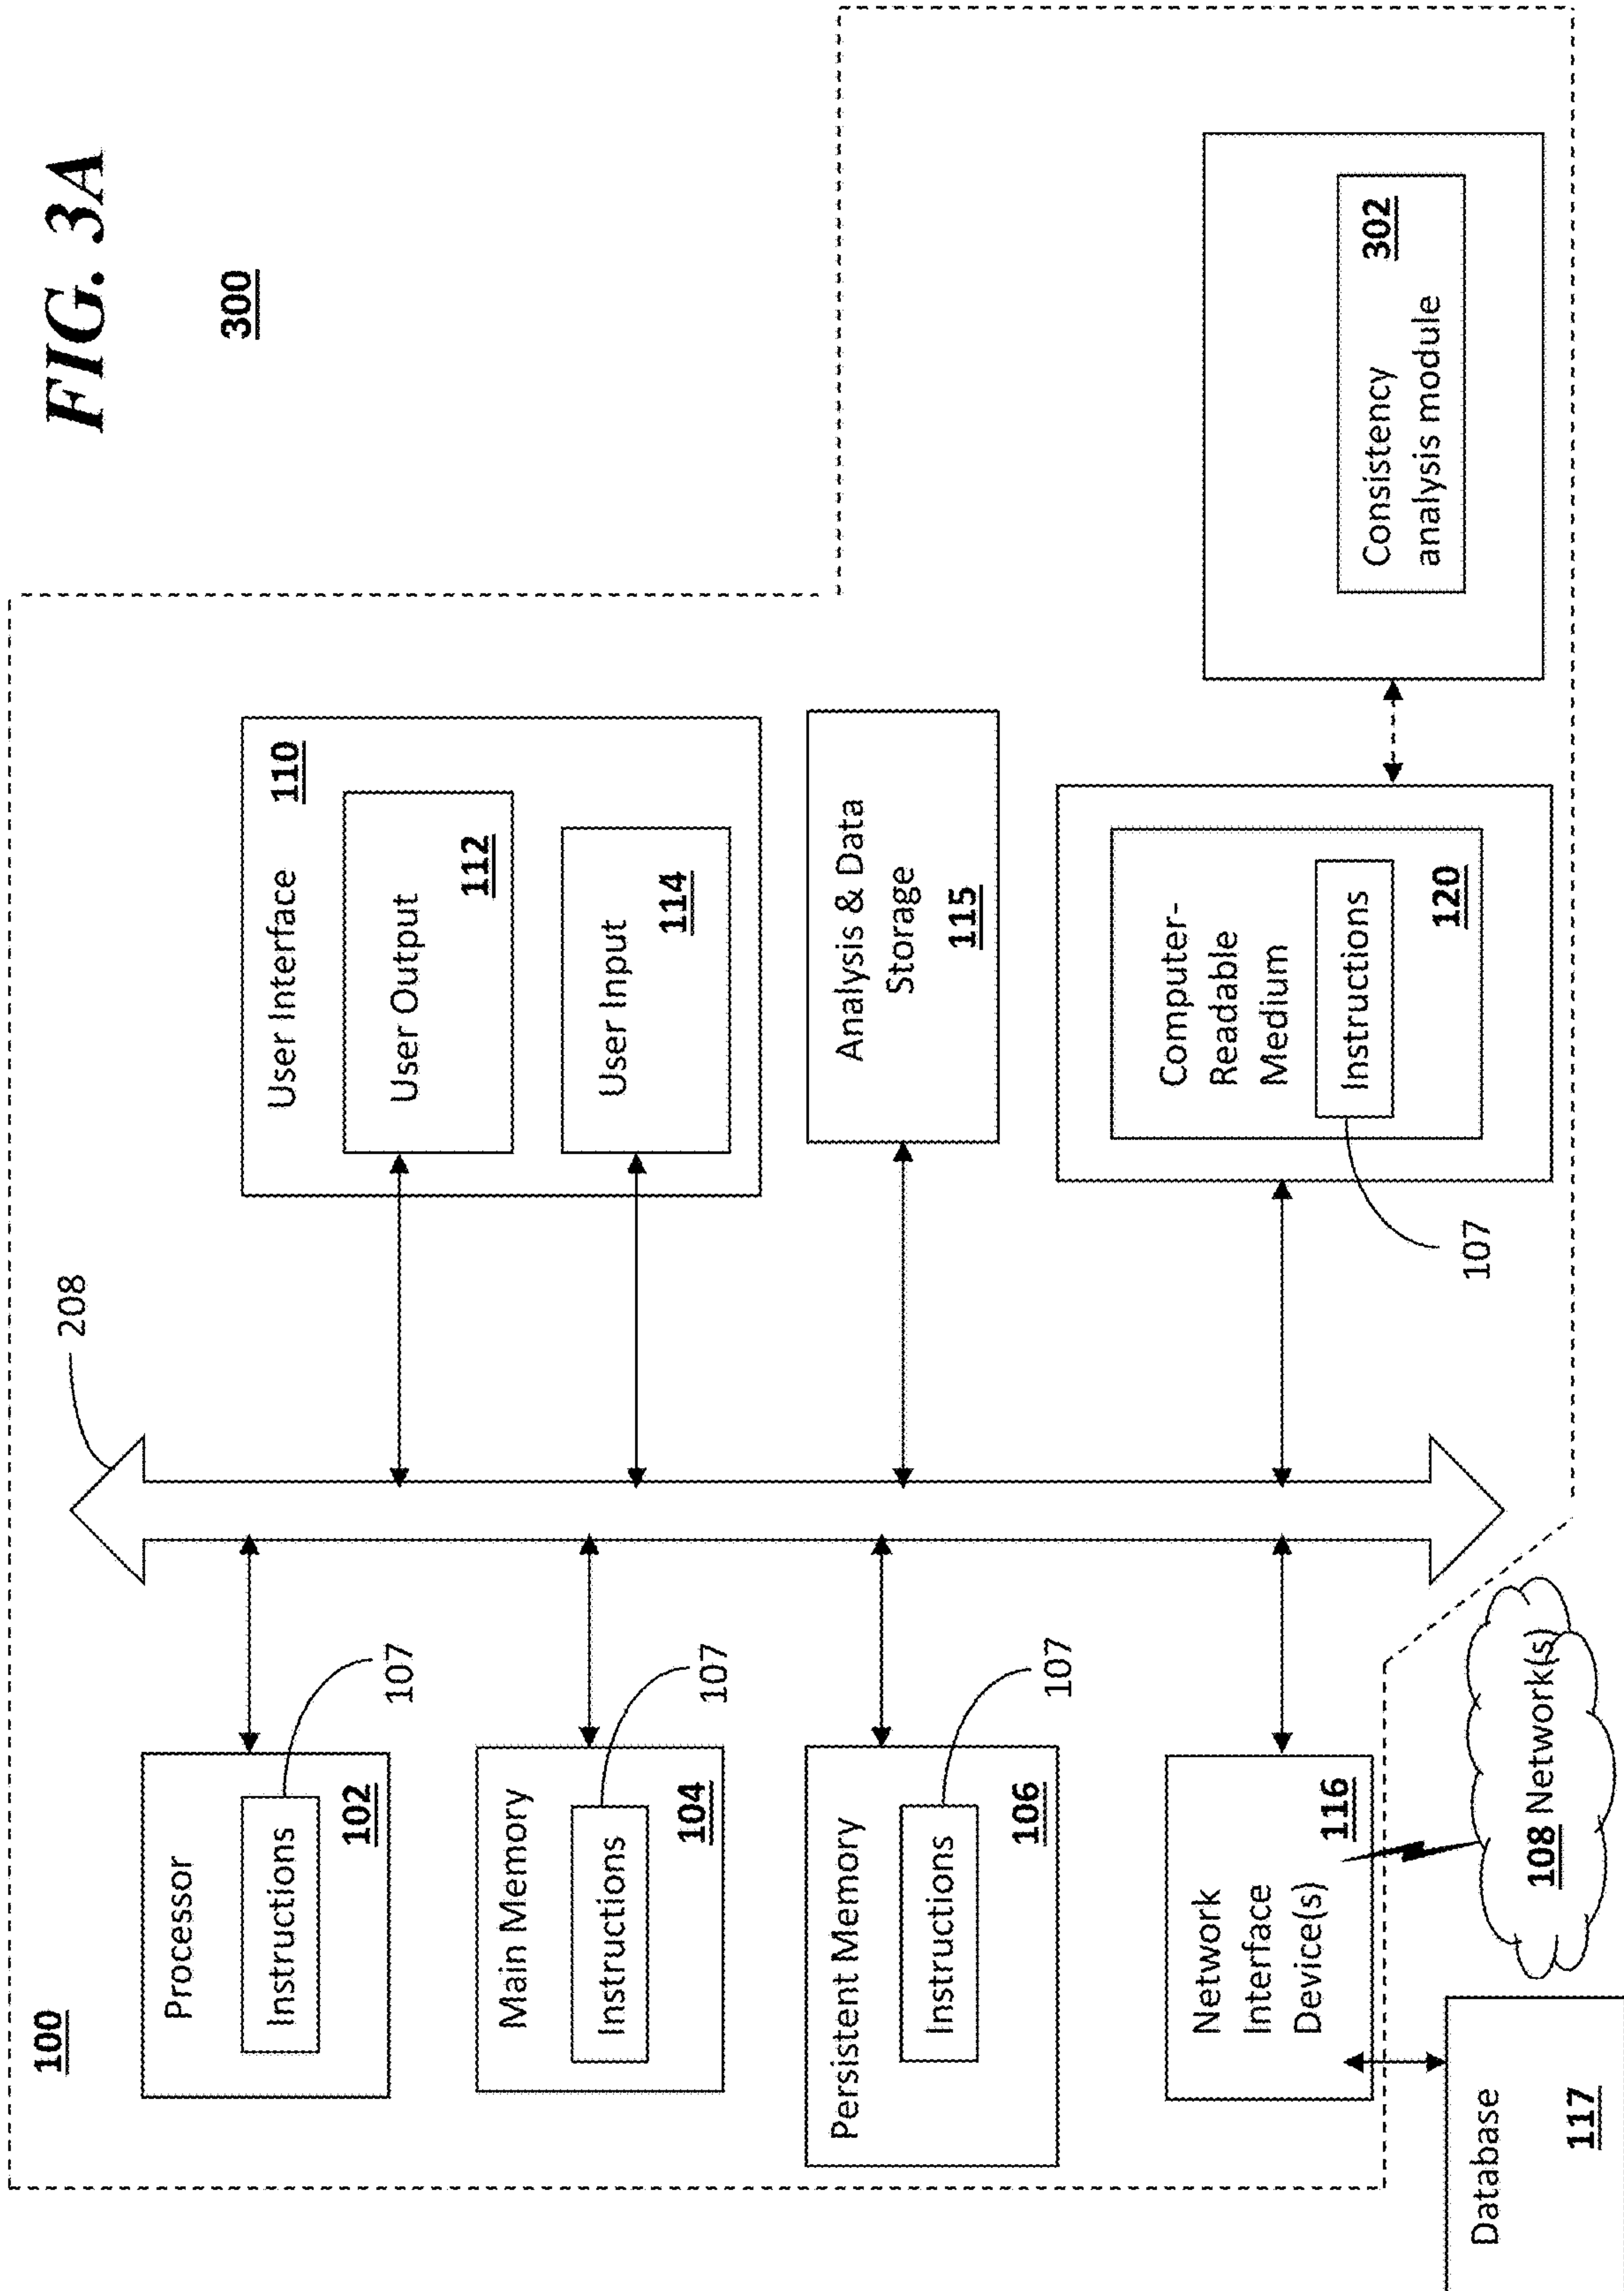 FIG. 3A
300
100
208
Processor
Instructions
102
107
Main Memory
Instructions
104
107
Persistent Memory
Instructions
106
107
Network
Interface
Device(s)
116
108 Network(s)
Database
117
User Interface 110
User Output
112
User Input
114
Analysis & Data
Storage
115
Computer-
Readable
Medium
Instructions
120
107
Consistency 302
analysis module